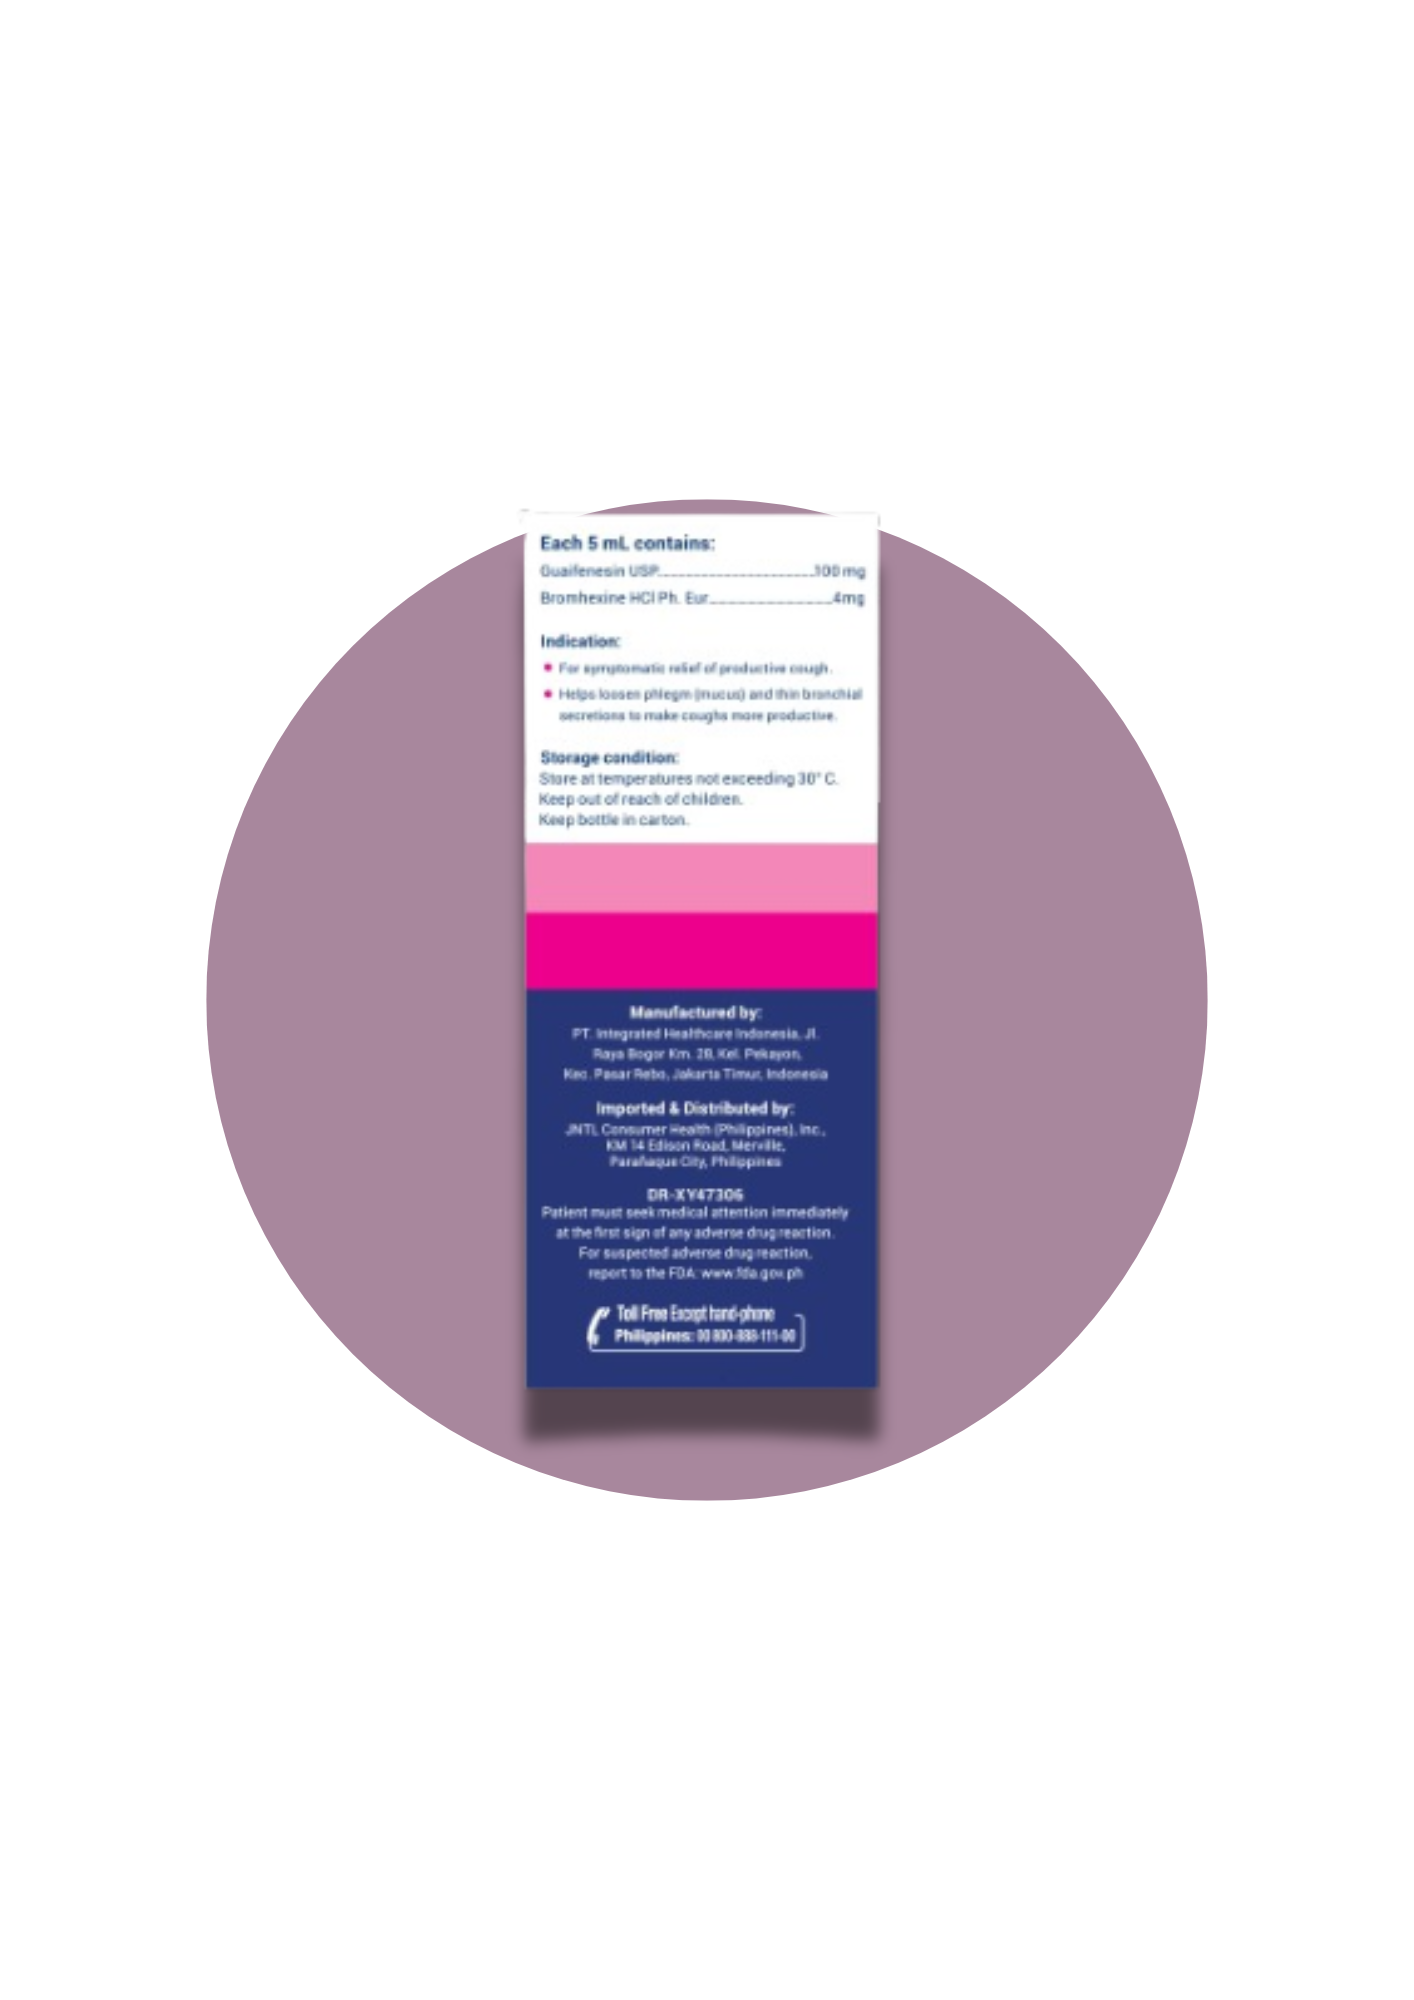 Each 5 mL contains:
Guaifenesin USP.......................100 mg
Bromhexine HCl Ph. Eur..................4mg
Indication:
• For symptomatic relief of productive cough.
• Helps loosen phlegm (mucus) and thin bronchial
secretions to make coughs more productive.
Storage condition:
Store at temperatures not exceeding 30° C.
Keep out of reach of children.
Keep bottle in carton.
Manufactured by:
PT. Integrated Healthcare Indonesia, Jl.
Raya Bogor Km. 28, Kel. Pekayon,
Kec. Pasar Rebo, Jakarta Timur, Indonesia
Imported & Distributed by:
JNTL Consumer Health (Philippines), Inc.,
KM 14 Edison Road, Merville,
Parañaque City, Philippines
DR-XY47306
Patient must seek medical attention immediately
at the first sign of any adverse drug reaction.
For suspected adverse drug reaction,
report to the FDA: www.fda.gov.ph
Toll Free Except hand-phone
Philippines: 00 800-888-111-00